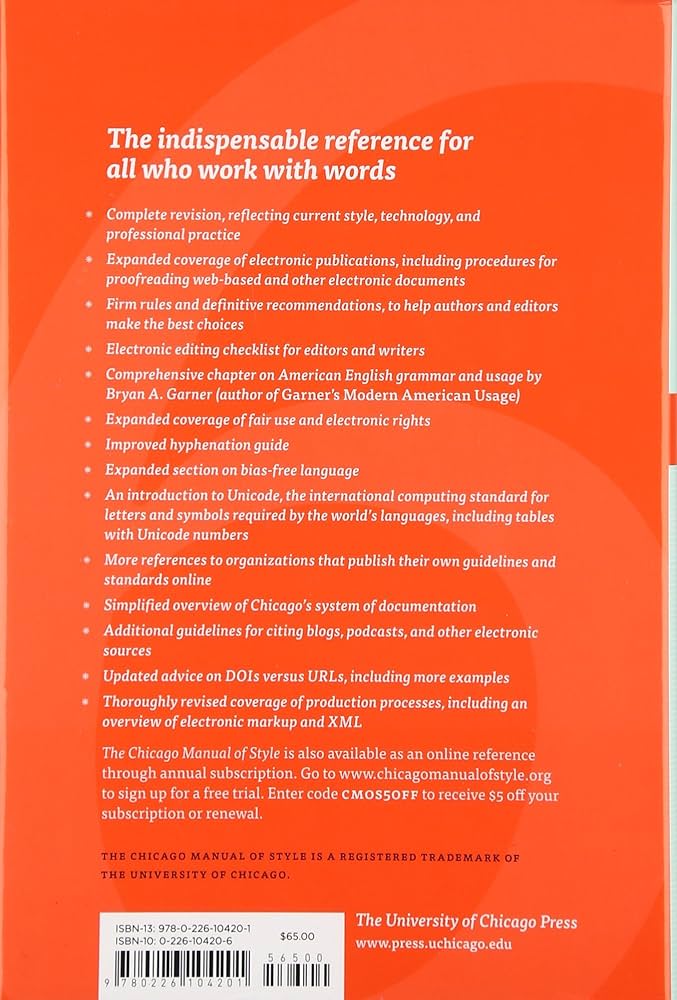 The indispensable reference for
all who work with words
* Complete revision, reflecting current style, technology, and
professional practice
* Expanded coverage of electronic publications, including procedures for
proofreading web-based and other electronic documents
* Firm rules and definitive recommendations, to help authors and editors
make the best choices
* Electronic editing checklist for editors and writers
* Comprehensive chapter on American English grammar and usage by
Bryan A. Garner (author of Garner's Modern American Usage)
* Expanded coverage of fair use and electronic rights
* Improved hyphenation guide
* Expanded section on bias-free language
* An introduction to Unicode, the international computing standard for
letters and symbols required by the world's languages, including tables
with Unicode numbers
* More references to organizations that publish their own guidelines and
standards online
* Simplified overview of Chicago's system of documentation
* Additional guidelines for citing blogs, podcasts, and other electronic
sources
* Updated advice on DOIs versus URLs, including more examples
* Thoroughly revised coverage of production processes, including an
overview of electronic markup and XML
The Chicago Manual of Style is also available as an online reference
through annual subscription. Go to www.chicagomanualofstyle.org
to sign up for a free trial. Enter code CMOS5OFF to receive $5 off your
subscription or renewal.
THE CHICAGO MANUAL OF STYLE IS A REGISTERED TRADEMARK OF
THE UNIVERSITY OF CHICAGO.
ISBN-13: 978-0-226-10420-1
ISBN-10: 0-226-10420-6
$65.00
56500
9 780226 104201
The University of Chicago Press
www.press.uchicago.edu